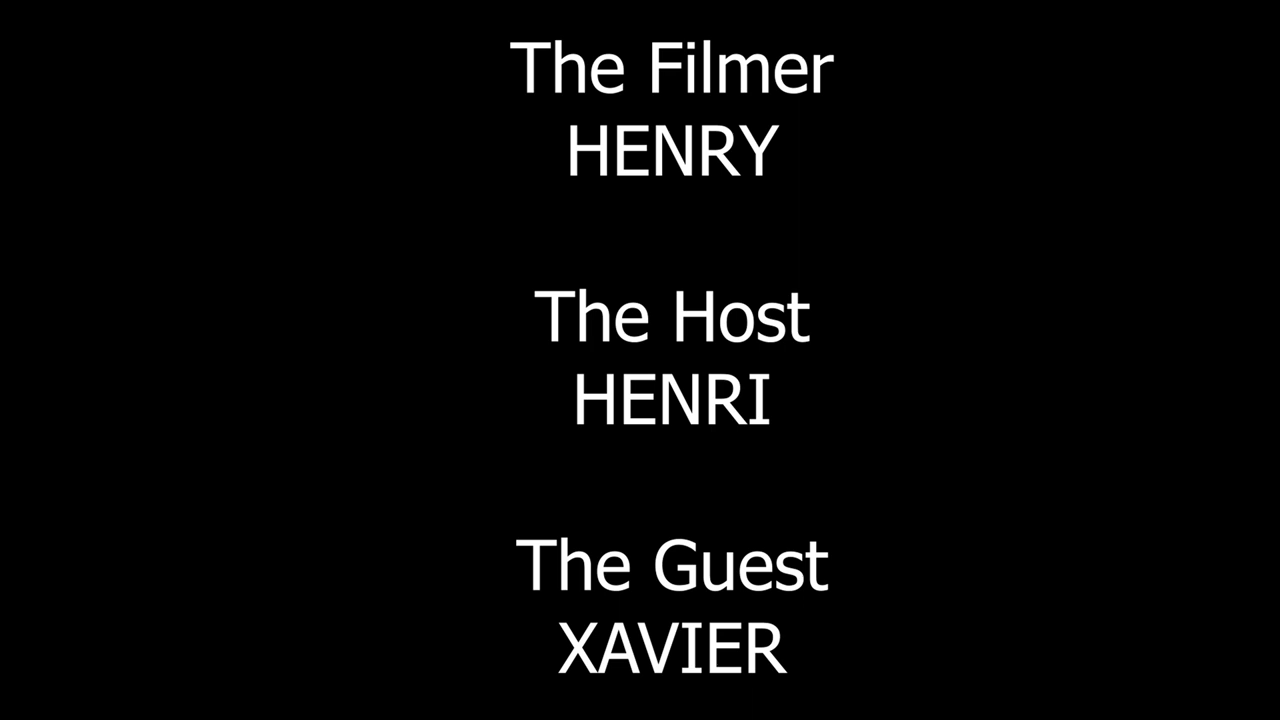 The Filmer
HENRY
The Host
HENRI
The Guest
XAVIER